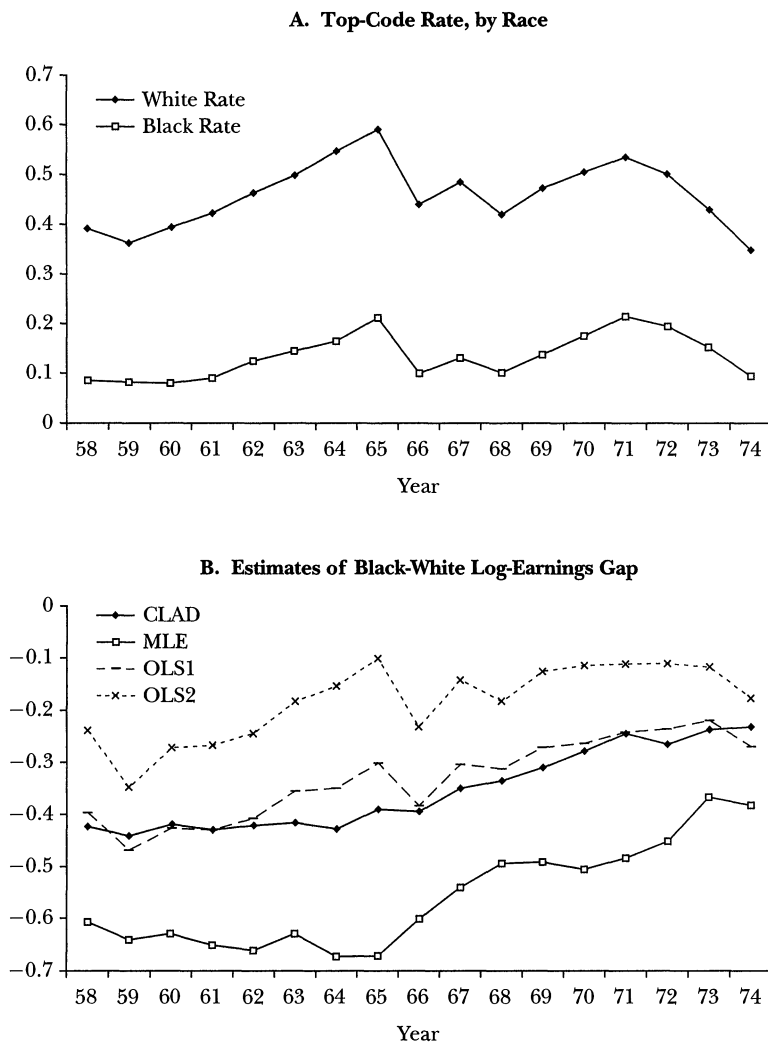 A. Top-Code Rate, by Race
0.7
0.6
0.5
0.4
0.3
0.2
0.1
0
White Rate
Black Rate
58 59 60 61 62 63 64 65 66 67 68 69 70 71 72 73 74
Year
B. Estimates of Black-White Log-Earnings Gap
0
−0.1
−0.2
−0.3
−0.4
−0.5
−0.6
−0.7
CLAD
MLE
OLS1
OLS2
58 59 60 61 62 63 64 65 66 67 68 69 70 71 72 73 74
Year